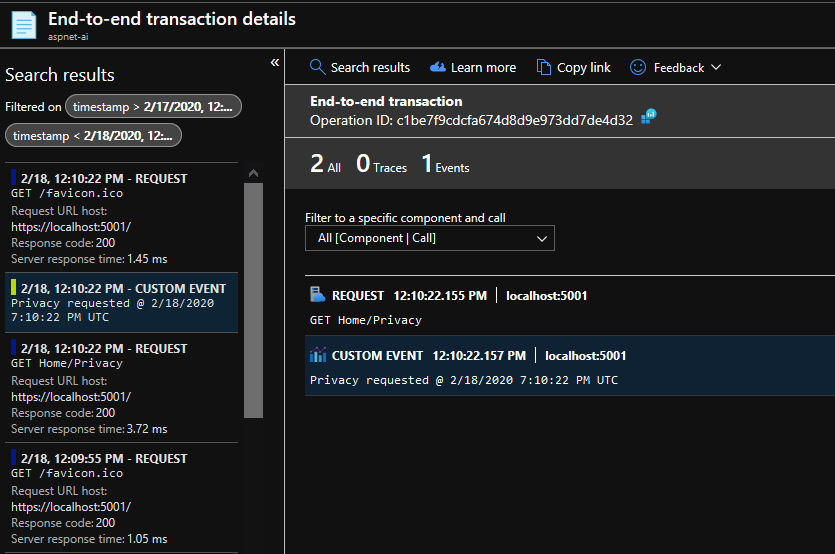 End-to-end transaction details
aspnet-ai
«
Search results
Filtered on timestamp > 2/17/2020, 12:...
timestamp < 2/18/2020, 12:...
2/18, 12:10:22 PM - REQUEST
GET /favicon.ico
Request URL host:
https://localhost:5001/
Response code: 200
Server response time: 1.45 ms
2/18, 12:10:22 PM - CUSTOM EVENT
Privacy requested @ 2/18/2020
7:10:22 PM UTC
2/18, 12:10:22 PM - REQUEST
GET Home/Privacy
Request URL host:
https://localhost:5001/
Response code: 200
Server response time: 3.72 ms
2/18, 12:09:55 PM - REQUEST
GET /favicon.ico
Request URL host:
https://localhost:5001/
Response code: 200
Server response time: 1.05 ms
Search results Learn more Copy link Feedback
End-to-end transaction
Operation ID: c1be7f9cdcfa674d8d9e973dd7de4d32
2 All 0 Traces 1 Events
Filter to a specific component and call
All [Component | Call]
REQUEST 12:10:22.155 PM | localhost:5001
GET Home/Privacy
CUSTOM EVENT 12:10:22.157 PM | localhost:5001
Privacy requested @ 2/18/2020 7:10:22 PM UTC